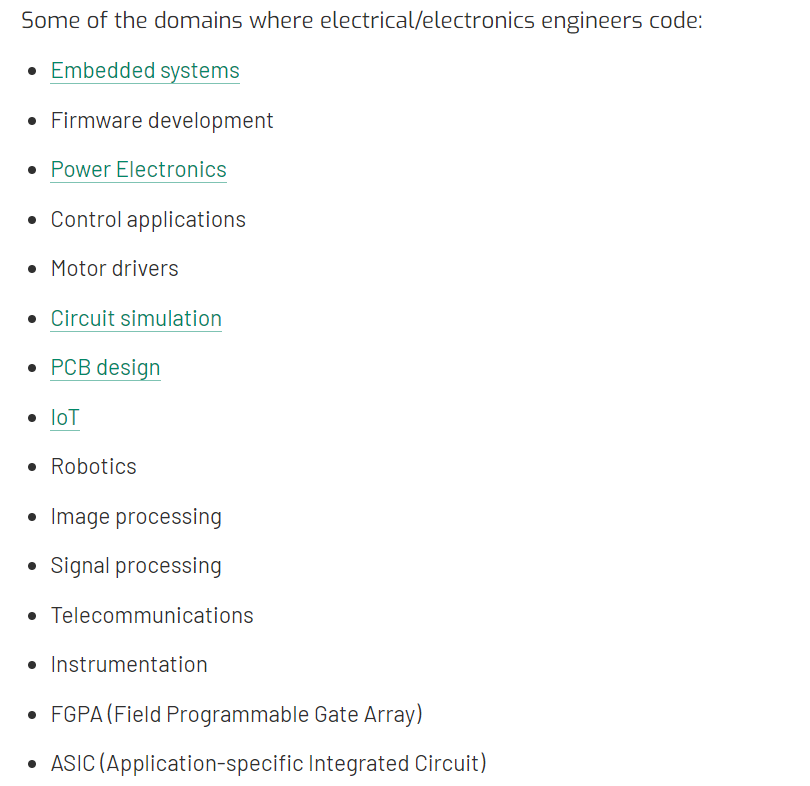 Some of the domains where electrical/electronics engineers code:
Embedded systems
Firmware development
Power Electronics
Control applications
Motor drivers
Circuit simulation
PCB design
IoT
Robotics
Image processing
Signal processing
Telecommunications
Instrumentation
FGPA (Field Programmable Gate Array)
ASIC (Application-specific Integrated Circuit)